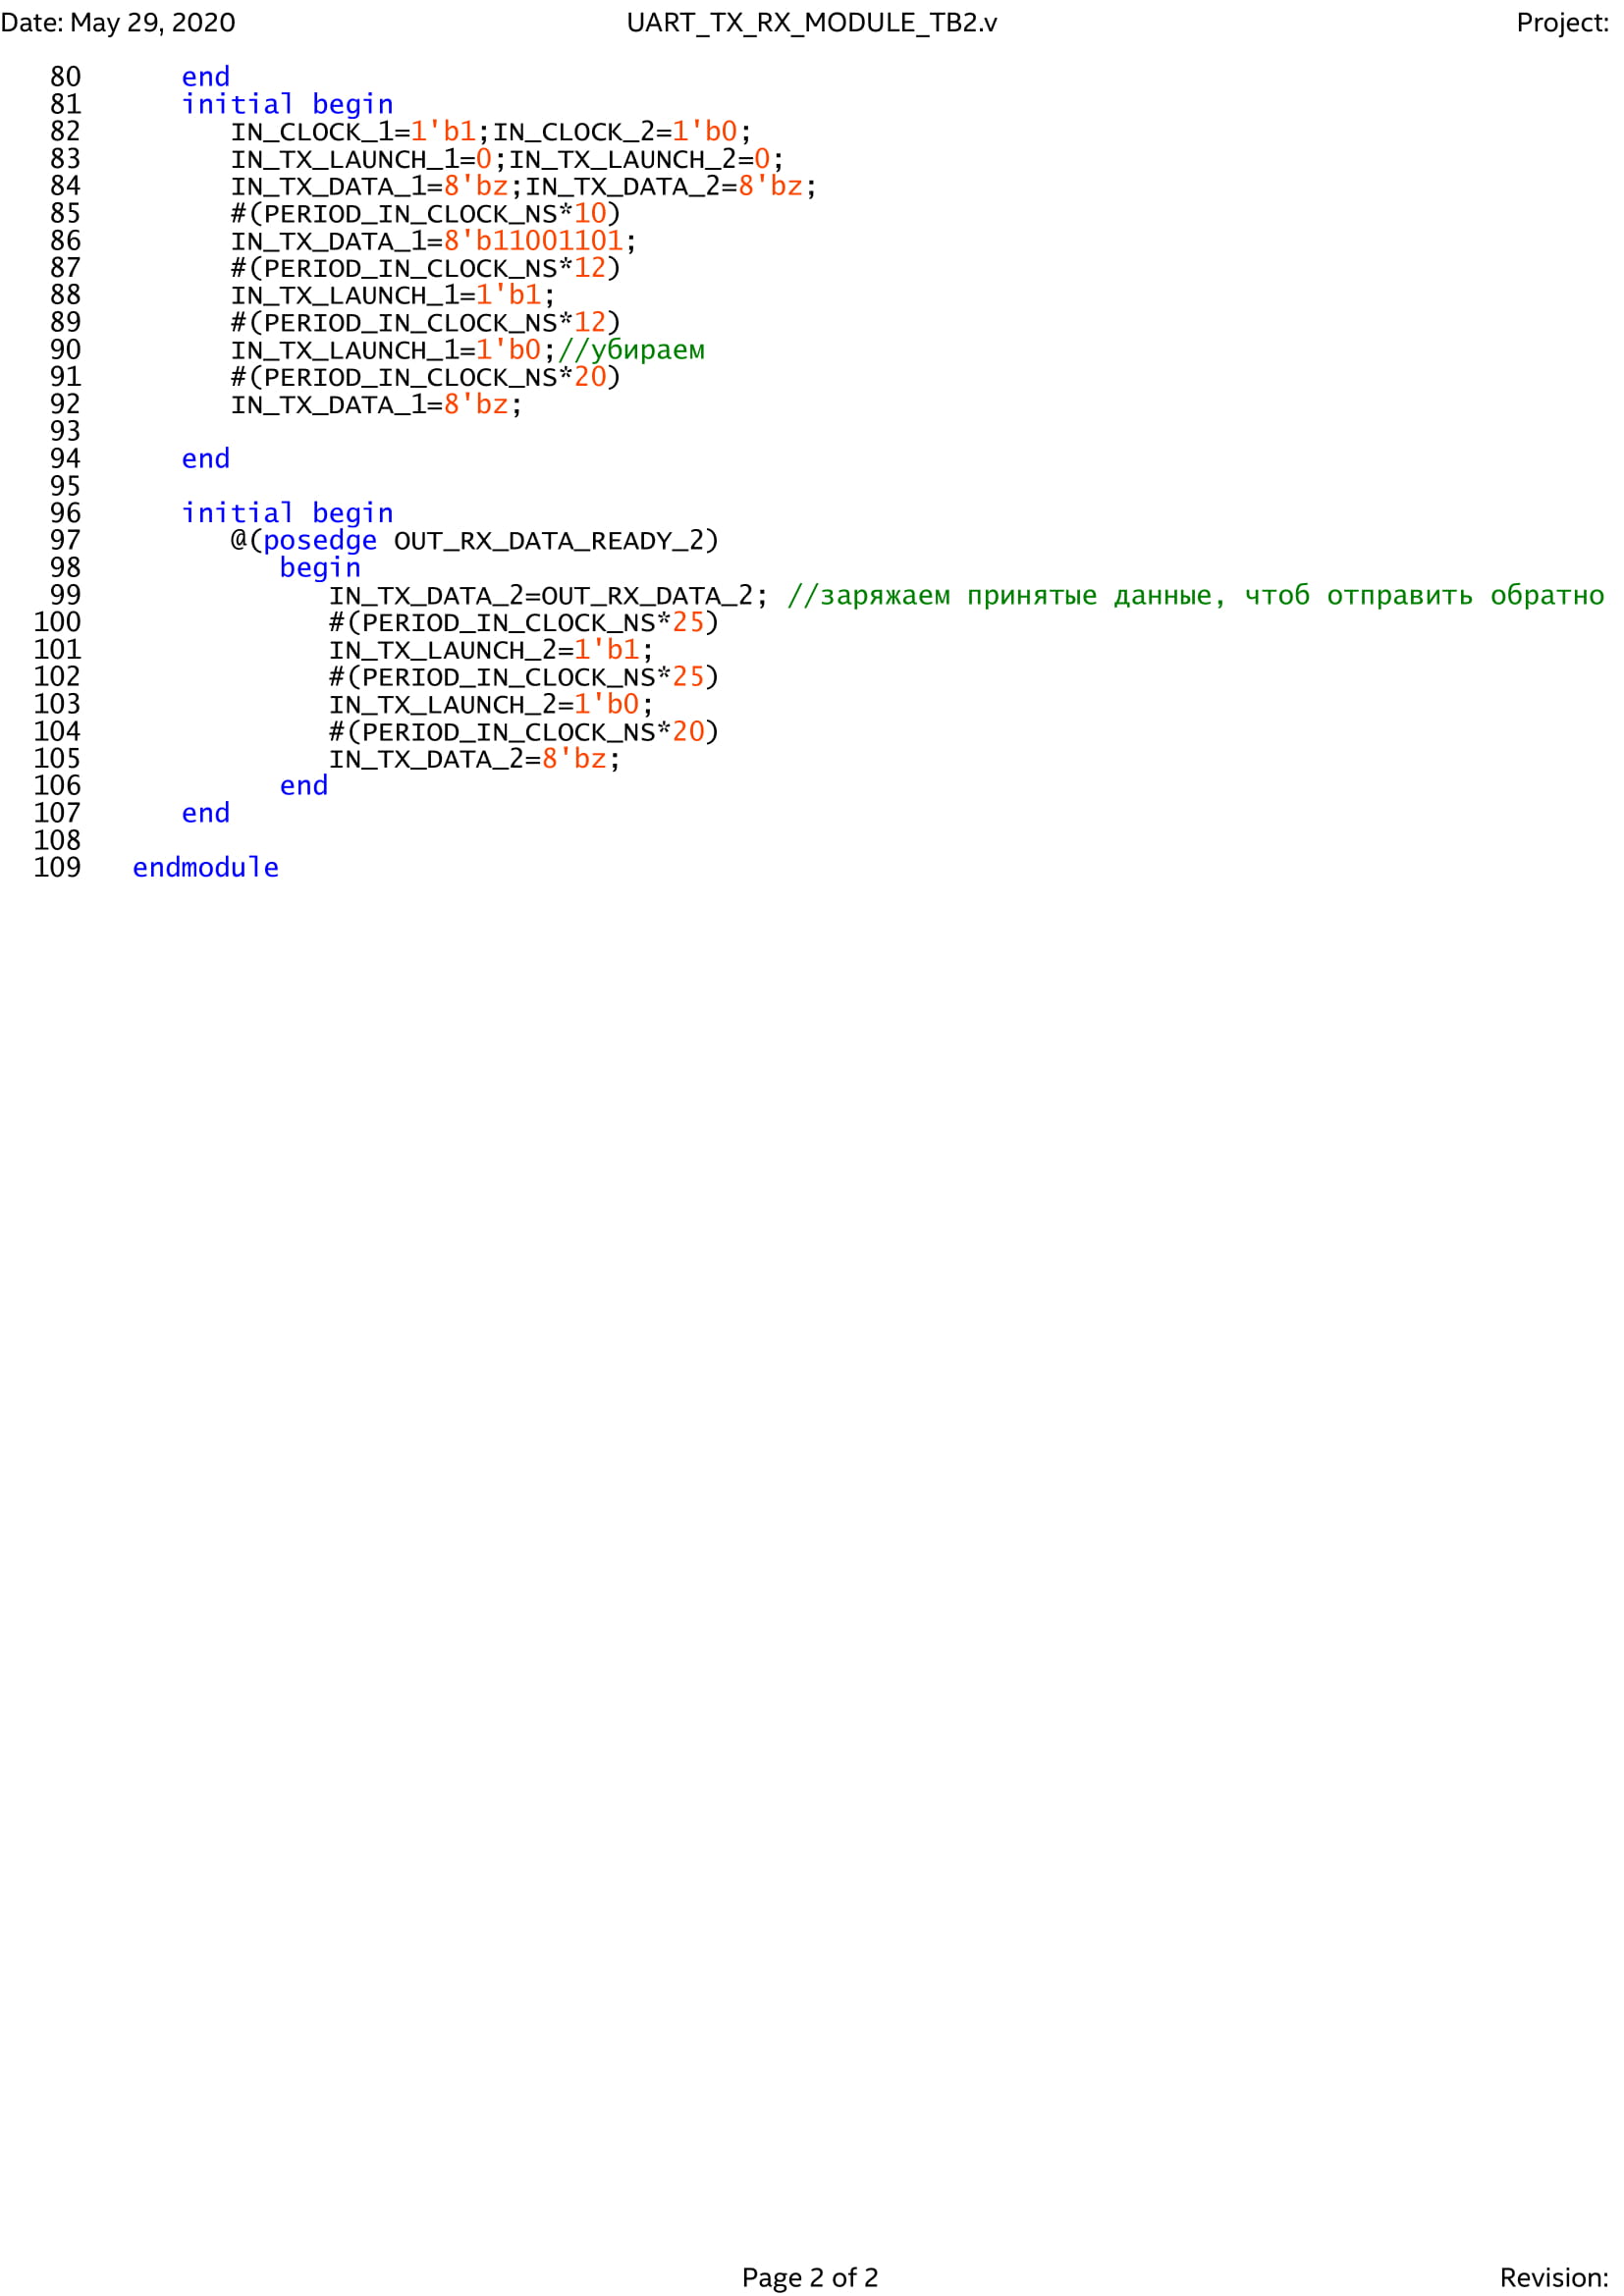 Date: May 29, 2020 UART_TX_RX_MODULE_TB2.v Project:
80 end
81 initial begin
82 IN_CLOCK_1=1'b1;IN_CLOCK_2=1'b0;
83 IN_TX_LAUNCH_1=0;IN_TX_LAUNCH_2=0;
84 IN_TX_DATA_1=8'bz;IN_TX_DATA_2=8'bz;
85 #(PERIOD_IN_CLOCK_NS*10)
86 IN_TX_DATA_1=8'b11001101;
87 #(PERIOD_IN_CLOCK_NS*12)
88 IN_TX_LAUNCH_1=1'b1;
89 #(PERIOD_IN_CLOCK_NS*12)
90 IN_TX_LAUNCH_1=1'b0;//убираем
91 #(PERIOD_IN_CLOCK_NS*20)
92 IN_TX_DATA_1=8'bz;
93
94 end
95
96 initial begin
97 @(posedge OUT_RX_DATA_READY_2)
98 begin
99 IN_TX_DATA_2=OUT_RX_DATA_2; //заряжаем принятые данные, чтоб отправить обратно
100 #(PERIOD_IN_CLOCK_NS*25)
101 IN_TX_LAUNCH_2=1'b1;
102 #(PERIOD_IN_CLOCK_NS*25)
103 IN_TX_LAUNCH_2=1'b0;
104 #(PERIOD_IN_CLOCK_NS*20)
105 IN_TX_DATA_2=8'bz;
106 end
107 end
108
109 endmodule
Page 2 of 2 Revision: